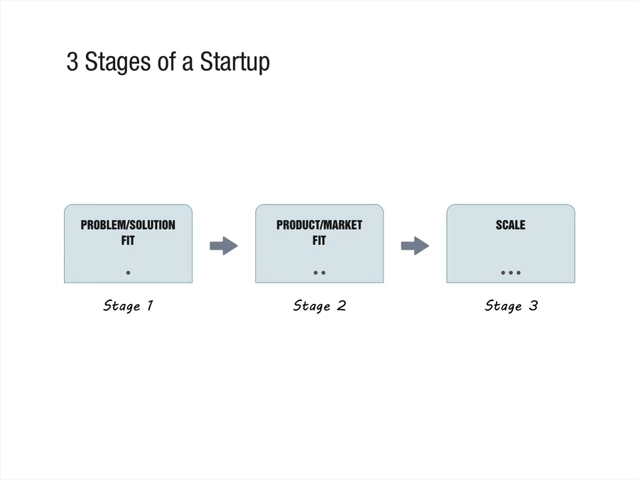 3 Stages of a Startup
PROBLEM/SOLUTION
FIT
Stage 1
PRODUCT/MARKET
FIT
Stage 2
SCALE
Stage 3